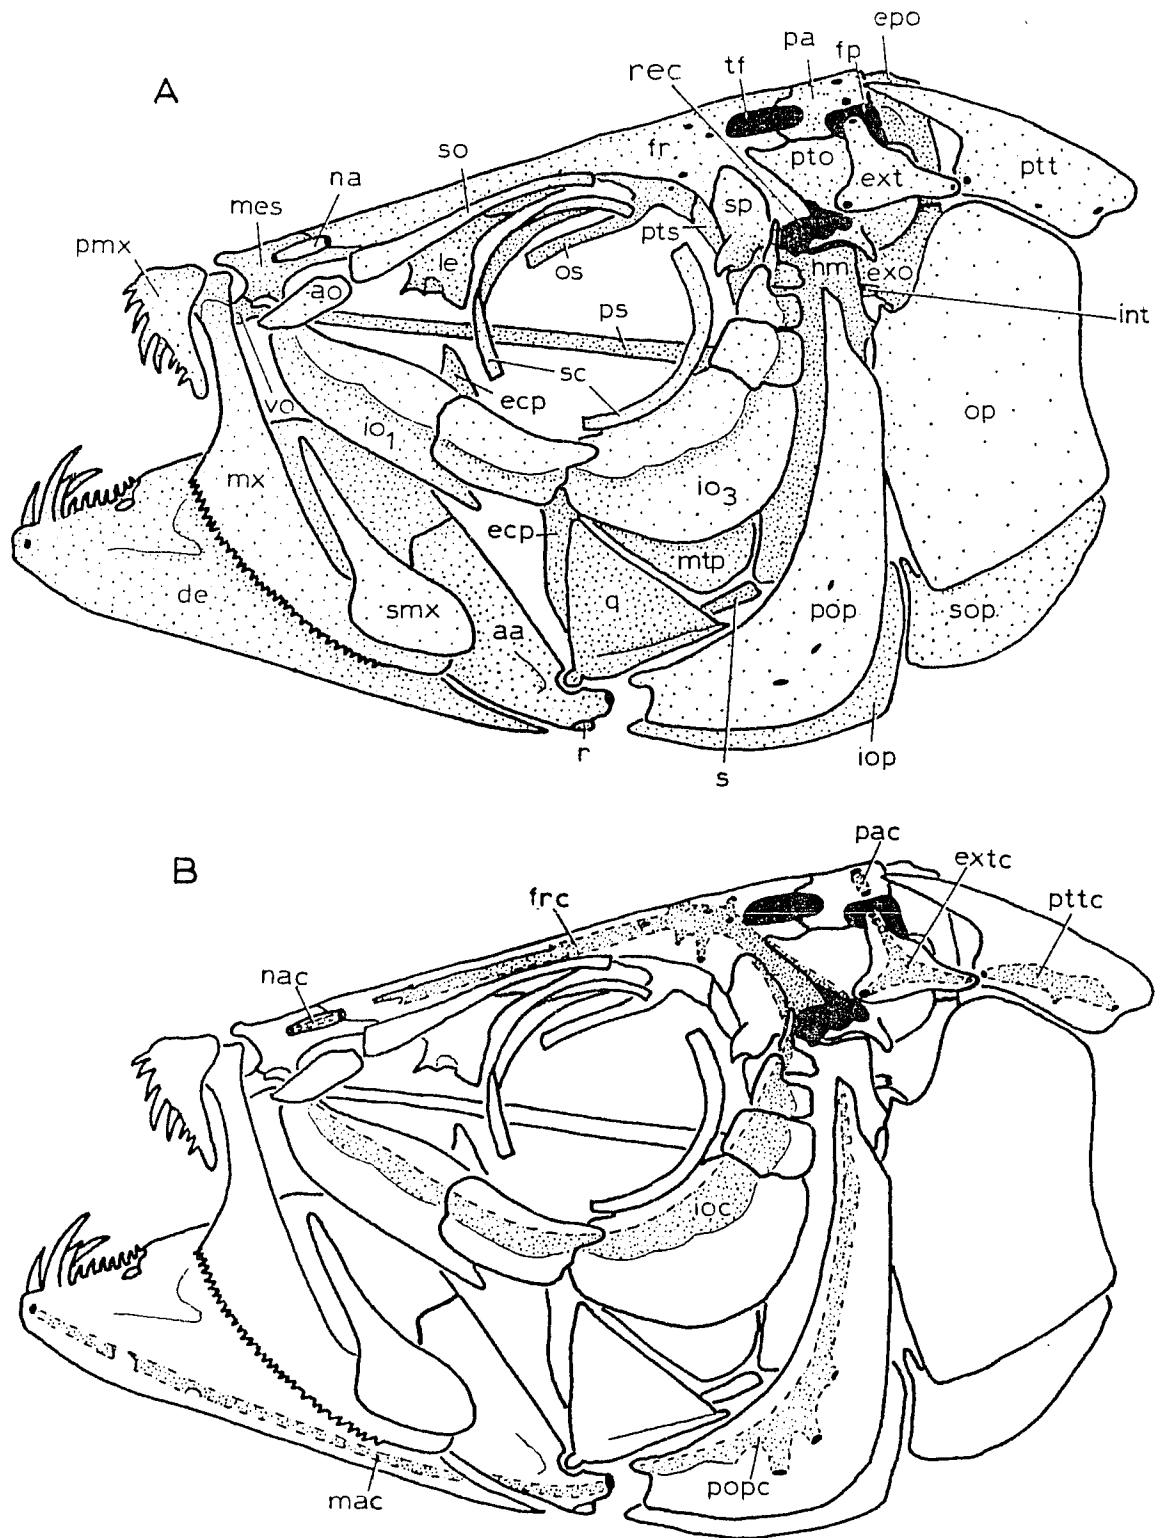 A
epo
pa
fp
tf
rec
so
fr
pto
ext
ptt
na
mes
sp
pmx
pts
le
os
ao
hm
exo
int
ps
sc
ecp
vo
io1
op
mx
io3
ecp
mtp
de
smx
q
aa
s
pop
sop
r
iop
B
pac
extc
frc
pttc
nac
ioc
popc
mac